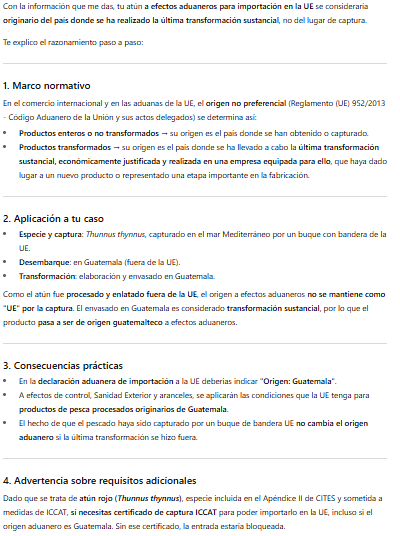 Con la información que me das, tu atún a efectos aduaneros para importación en la UE se consideraría
originario del país donde se ha realizado la última transformación sustancial, no del lugar de captura.
Te explico el razonamiento paso a paso:
1. Marco normativo
En el comercio internacional y en las aduanas de la UE, el origen no preferencial (Reglamento (UE) 952/2013
- Código Aduanero de la Unión y sus actos delegados) se determina así:
• Productos enteros o no transformados → su origen es el país donde se han obtenido o capturado.
• Productos transformados → su origen es el país donde se ha llevado a cabo la última transformación
sustancial, económicamente justificada y realizada en una empresa equipada para ello, que haya dado
lugar a un nuevo producto o representado una etapa importante en la fabricación.
2. Aplicación a tu caso
• Especie y captura: Thunnus thynnus, capturado en el mar Mediterráneo por un buque con bandera de la
UE.
• Desembarque: en Guatemala (fuera de la UE).
• Transformación: elaboración y envasado en Guatemala.
Como el atún fue procesado y enlatado fuera de la UE, el origen a efectos aduaneros no se mantiene como
"UE" por la captura. El envasado en Guatemala es considerado transformación sustancial, por lo que el
producto pasa a ser de origen guatemalteco a efectos aduaneros.
3. Consecuencias prácticas
• En la declaración aduanera de importación a la UE deberías indicar "Origen: Guatemala".
• A efectos de control, Sanidad Exterior y aranceles, se aplicarán las condiciones que la UE tenga para
productos de pesca procesados originarios de Guatemala.
• El hecho de que el pescado haya sido capturado por un buque de bandera UE no cambia el origen
aduanero si la última transformación se hizo fuera.
4. Advertencia sobre requisitos adicionales
Dado que se trata de atún rojo (Thunnus thynnus), especie incluida en el Apéndice II de CITES y sometida a
medidas de ICCAT, sí necesitas certificado de captura ICCAT para poder importarlo en la UE, incluso si el
origen aduanero es Guatemala. Sin ese certificado, la entrada estaría bloqueada.